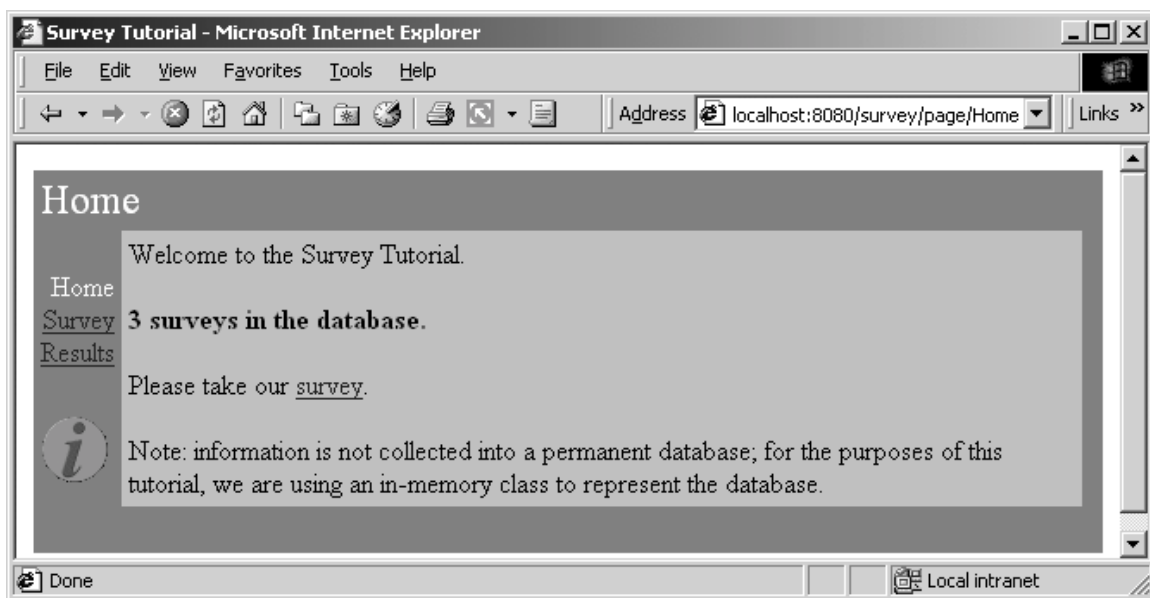 Survey Tutorial - Microsoft Internet Explorer
File Edit View Favorites Tools Help
Address localhost:8080/survey/page/Home Links »
Home
Welcome to the Survey Tutorial.
Home
Survey
3 surveys in the database.
Results
Please take our survey.
Note: information is not collected into a permanent database; for the purposes of this
tutorial, we are using an in-memory class to represent the database.
Done Local intranet